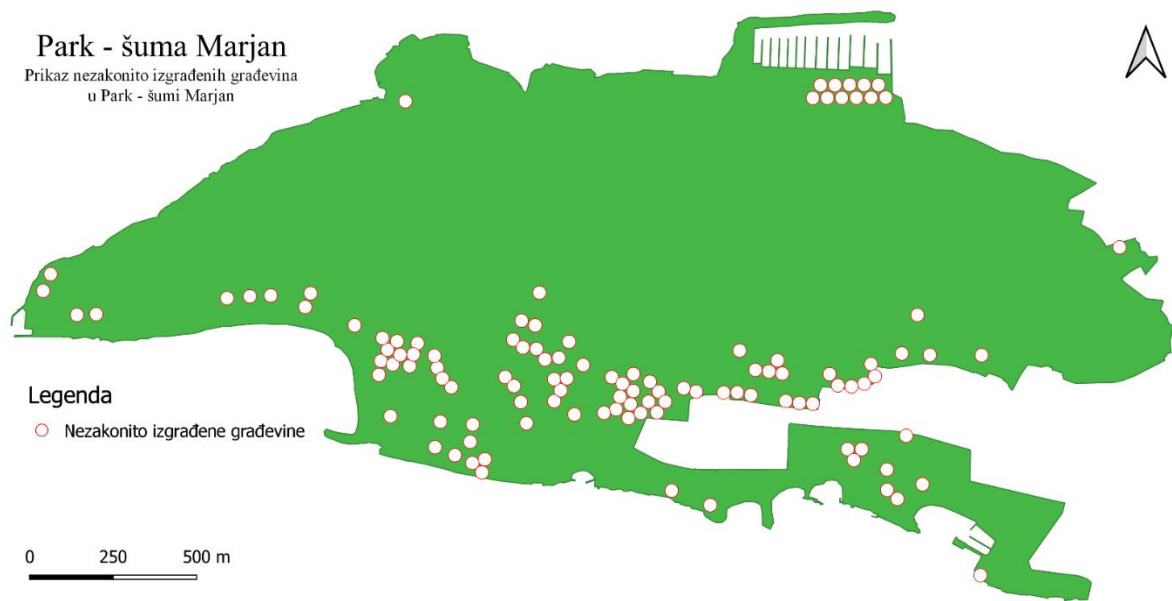 Park - šuma Marjan
Prikaz nezakonito izgrađenih građevina
u Park - šumi Marjan
Legenda
Nezakonito izgrađene građevine
0 250 500 m